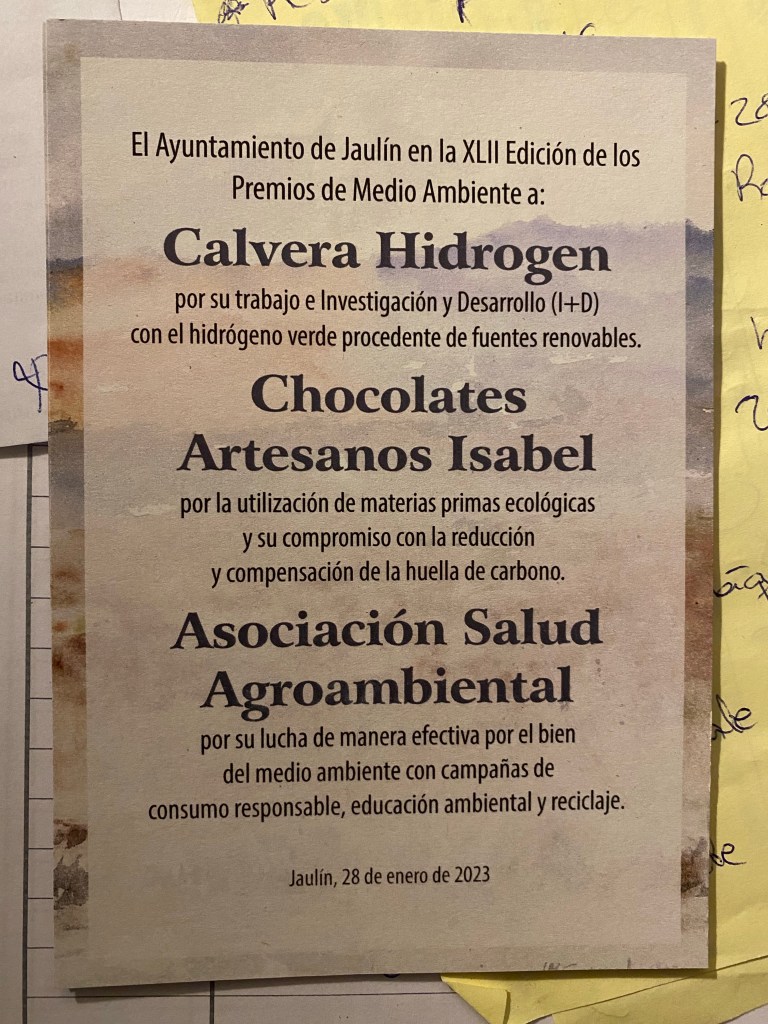 El Ayuntamiento de Jaulín en la XLII Edición de los
Premios de Medio Ambiente a:
Calvera Hidrogen
por su trabajo e Investigación y Desarrollo (I+D)
con el hidrógeno verde procedente de fuentes renovables.
Chocolates
Artesanos Isabel
por la utilización de materias primas ecológicas
y su compromiso con la reducción
y compensación de la huella de carbono.
Asociación Salud
Agroambiental
por su lucha de manera efectiva por el bien
del medio ambiente con campañas de
consumo responsable, educación ambiental y reciclaje.
Jaulín, 28 de enero de 2023